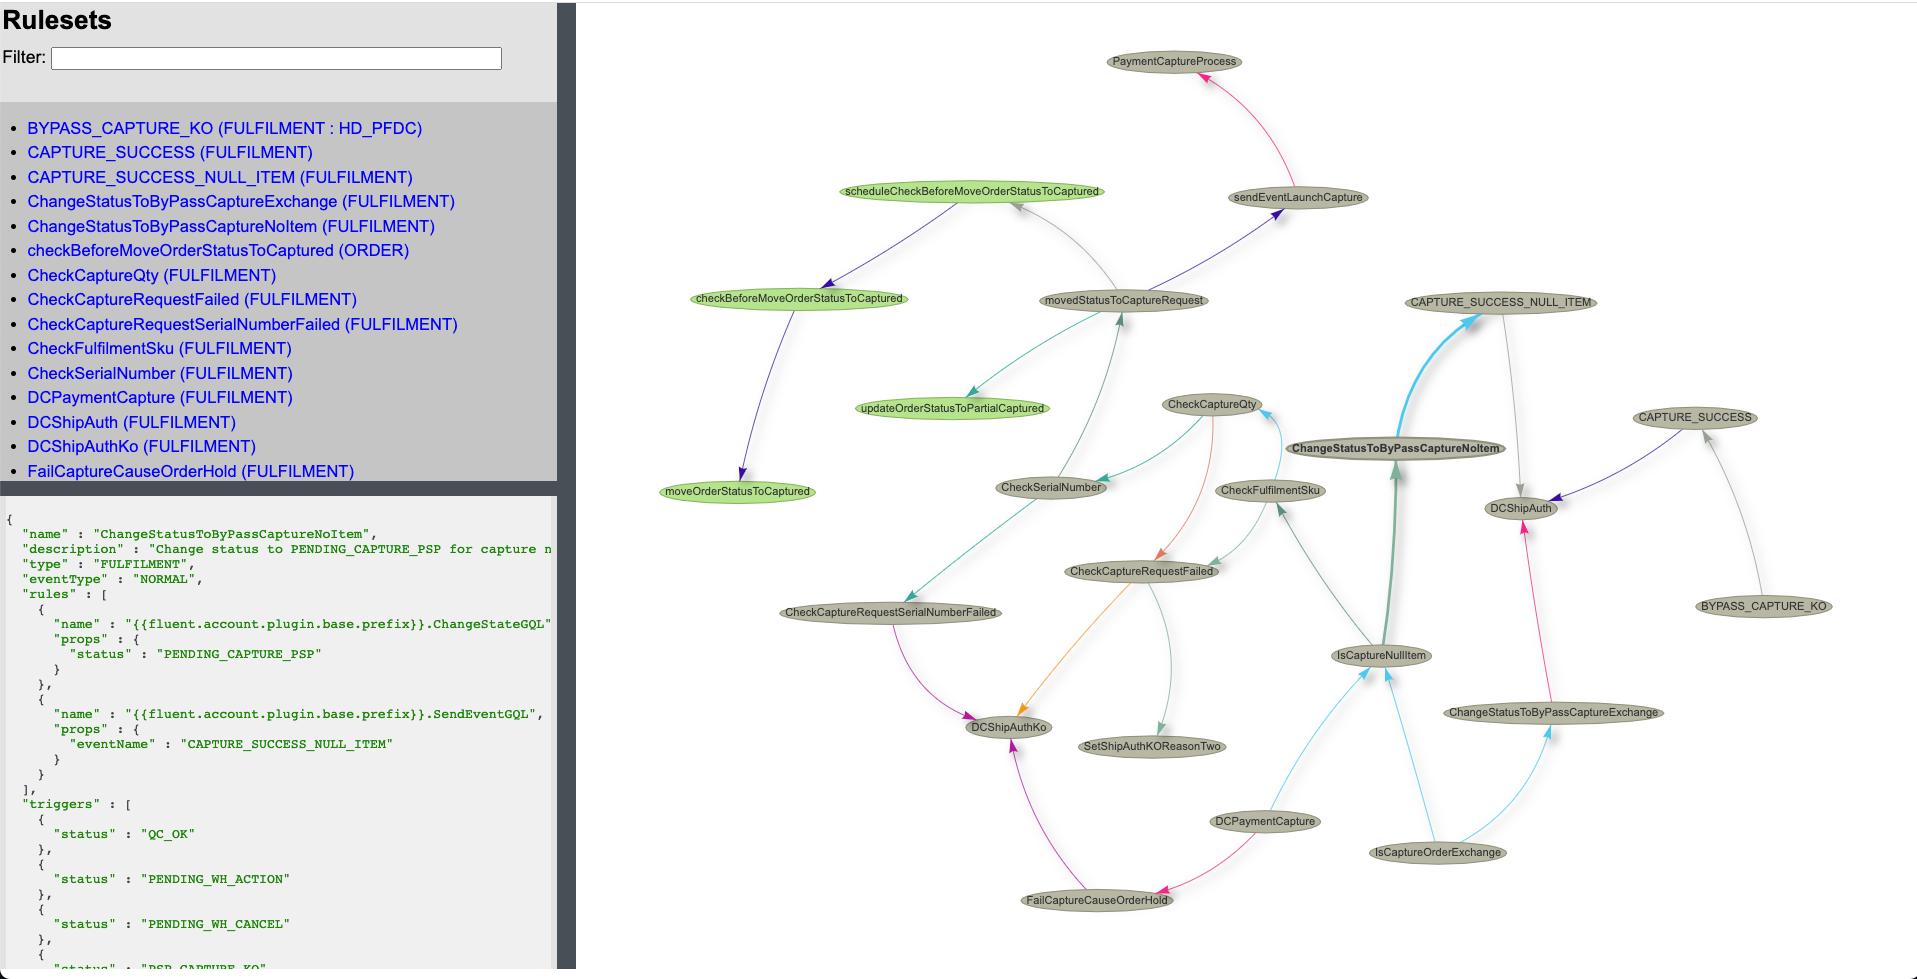 Rulesets
Filter:
BYPASS_CAPTURE_KO (FULFILMENT : HD_PFDC)
CAPTURE_SUCCESS (FULFILMENT)
CAPTURE_SUCCESS_NULL_ITEM (FULFILMENT)
ChangeStatusToByPassCaptureExchange (FULFILMENT)
ChangeStatusToByPassCaptureNoItem (FULFILMENT)
checkBeforeMoveOrderStatusToCaptured (ORDER)
CheckCaptureQty (FULFILMENT)
CheckCaptureRequestFailed (FULFILMENT)
CheckCaptureRequestSerialNumberFailed (FULFILMENT)
CheckFulfilmentSku (FULFILMENT)
CheckSerialNumber (FULFILMENT)
DCPaymentCapture (FULFILMENT)
DCShipAuth (FULFILMENT)
DCShipAuthKo (FULFILMENT)
FailCaptureCauseOrderHold (FULFILMENT)
{
"name" : "ChangeStatusToByPassCaptureNoItem",
"description" : "Change status to PENDING_CAPTURE_PSP for capture n
"type" : "FULFILMENT",
"eventType" : "NORMAL",
"rules" : [
{
"name" : "{{fluent.account.plugin.base.prefix}}.ChangeStateGQL"
"props" : {
"status" : "PENDING_CAPTURE_PSP"
}
},
{
"name" : "{{fluent.account.plugin.base.prefix}}.SendEventGQL",
"props" : {
"eventName" : "CAPTURE_SUCCESS_NULL_ITEM"
}
}
],
"triggers" : [
{
"status" : "QC_OK"
},
{
"status" : "PENDING_WH_ACTION"
},
{
"status" : "PENDING_WH_CANCEL"
},
{
"status" : "PSP_CAPTURE_KO"
PaymentCaptureProcess
scheduleCheckBeforeMoveOrderStatusToCaptured
sendEventLaunchCapture
checkBeforeMoveOrderStatusToCaptured
movedStatusToCaptureRequest
CAPTURE_SUCCESS_NULL_ITEM
updateOrderStatusToPartialCaptured
CheckCaptureQty
CAPTURE_SUCCESS
ChangeStatusToByPassCaptureNoItem
moveOrderStatusToCaptured
CheckSerialNumber
CheckFulfilmentSku
DCShipAuth
CheckCaptureRequestFailed
CheckCaptureRequestSerialNumberFailed
BYPASS_CAPTURE_KO
IsCaptureNullItem
ChangeStatusToByPassCaptureExchange
DCShipAuthKo
SetShipAuthKOReasonTwo
DCPaymentCapture
IsCaptureOrderExchange
FailCaptureCauseOrderHold